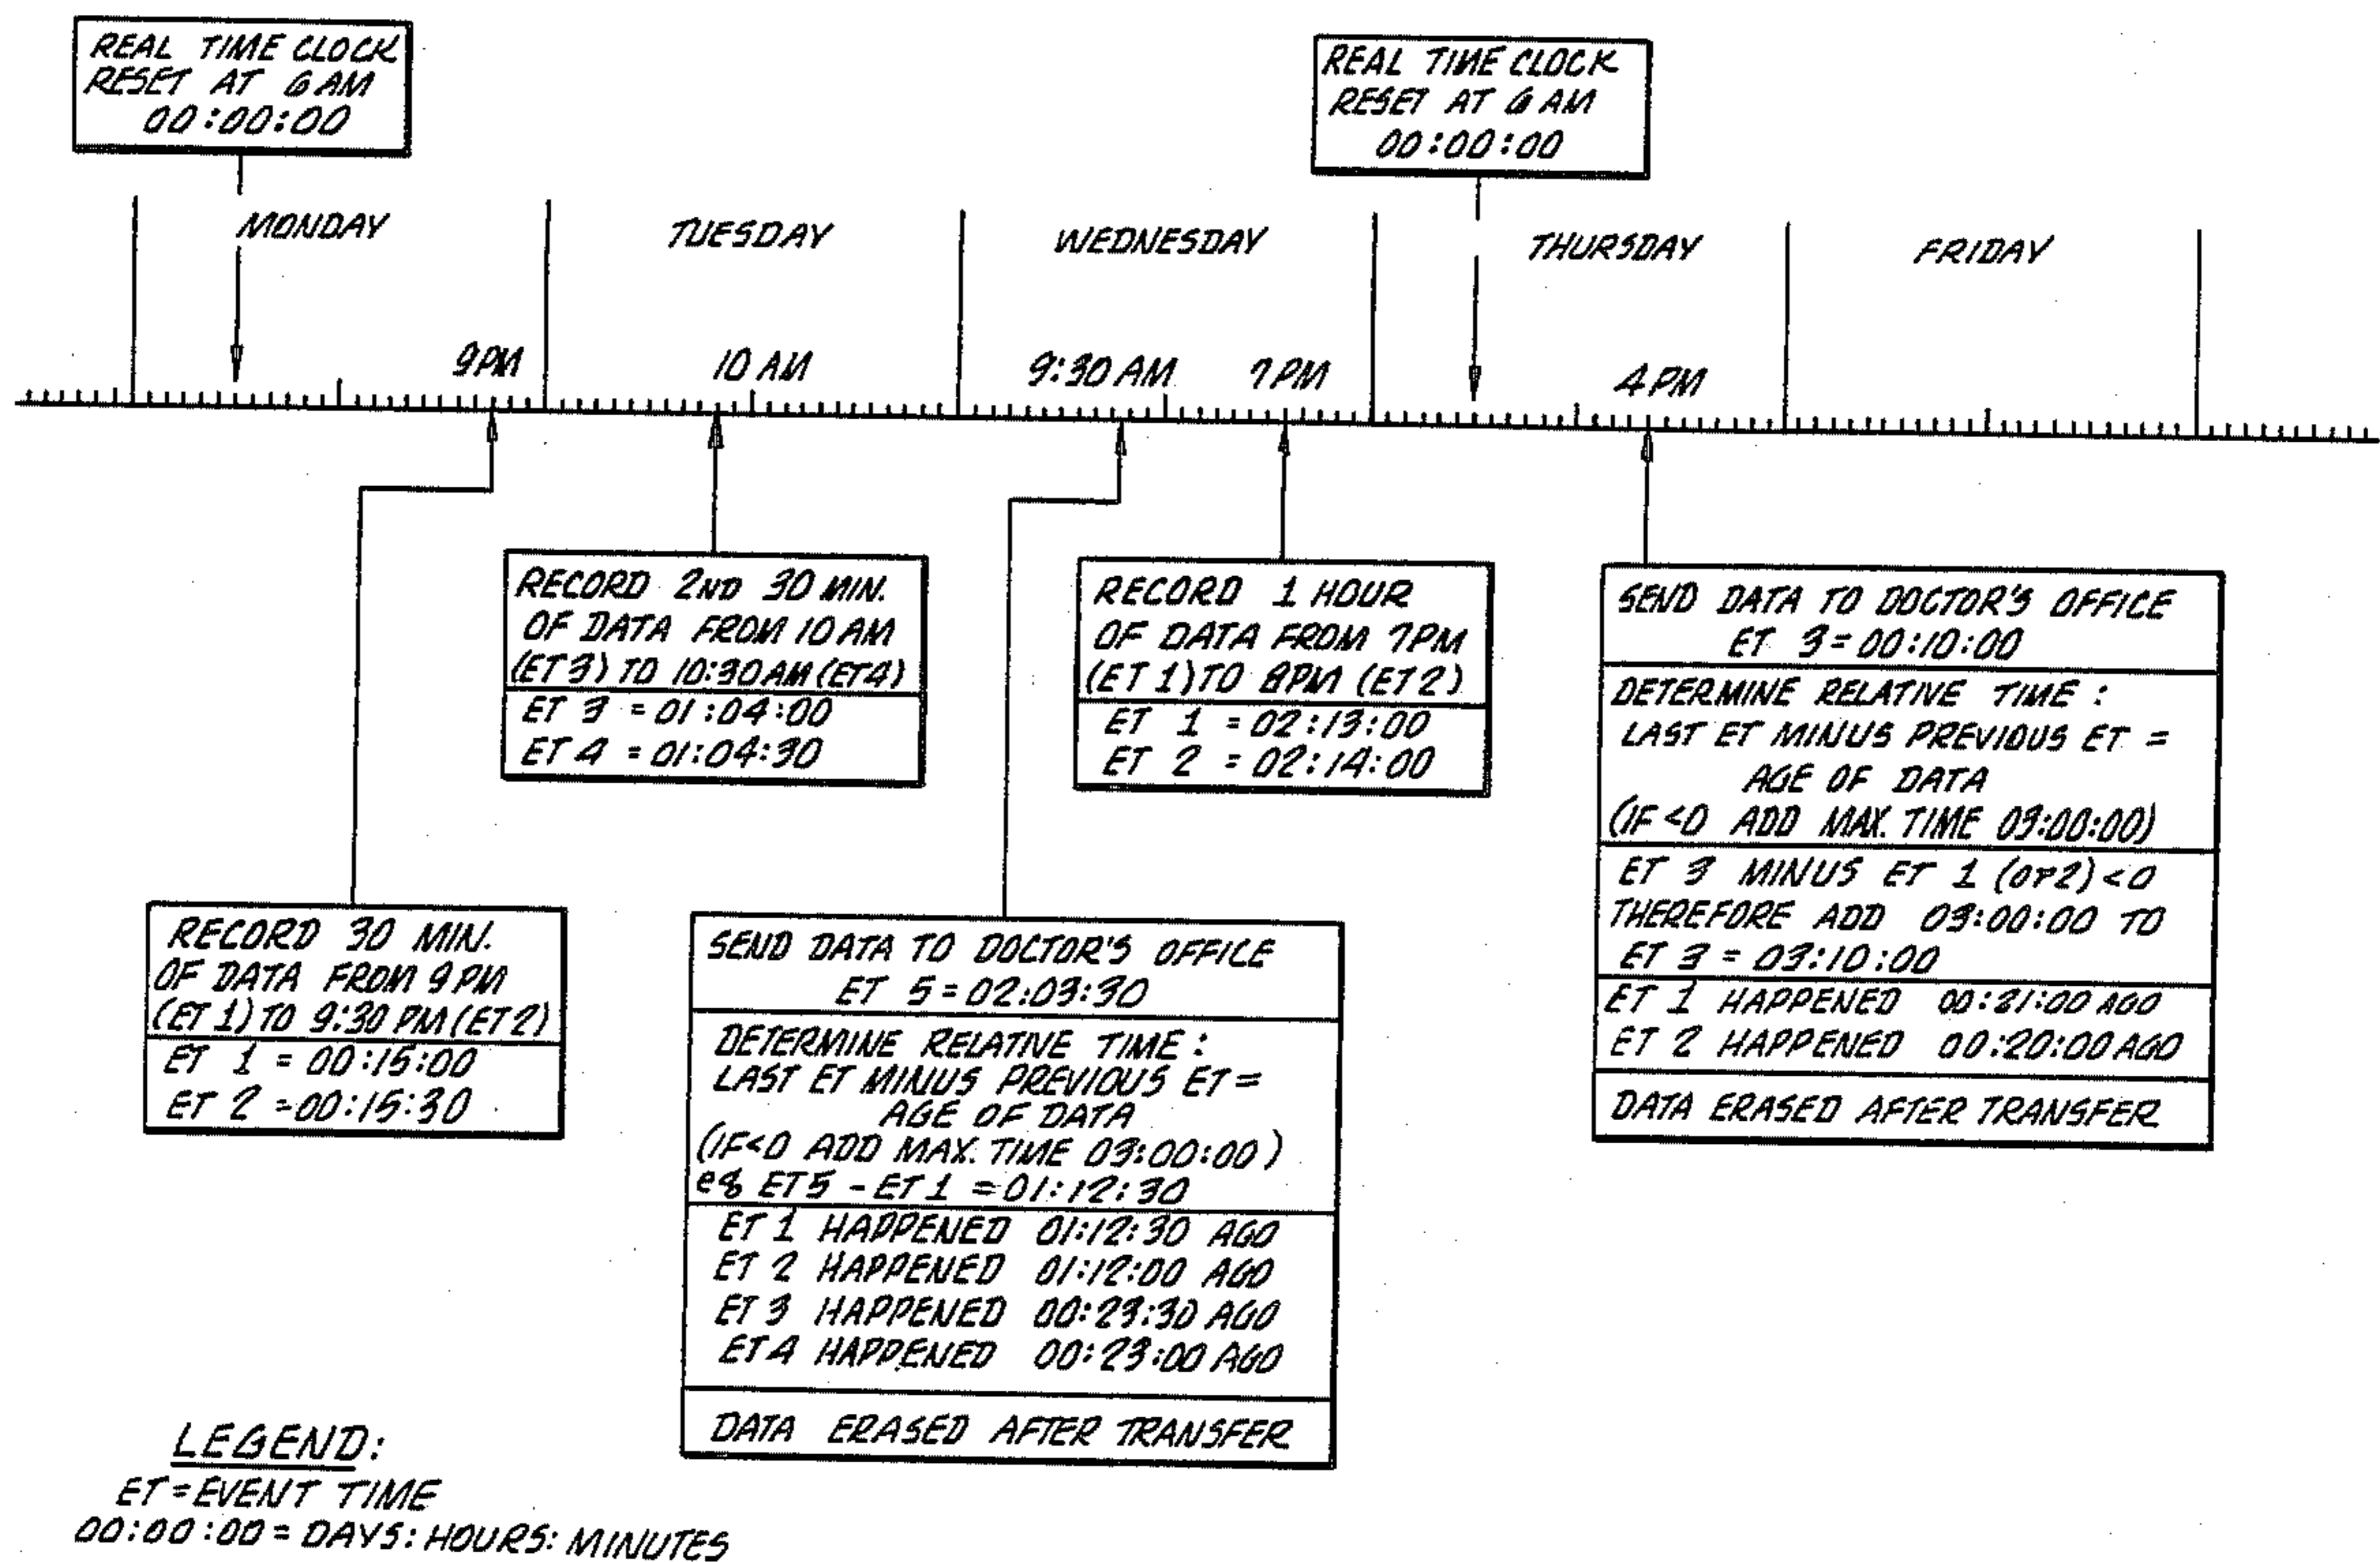 REAL TIME CLOCK
RESET AT 6 AM
00:00:00
REAL TIME CLOCK
RESET AT 6 AM
00:00:00
MONDAY
TUESDAY
WEDNESDAY
THURSDAY
FRIDAY
9PM
10 AM
9:30 AM
7PM
4 PM
RECORD 2ND 30 MIN.
OF DATA FROM 10 AM
(ET 3) TO 10:30 AM (ET4)
ET 3 = 01:04:00
ET 4 = 01:04:30
RECORD 1 HOUR
OF DATA FROM 7PM
(ET 1) TO 8PM (ET 2)
ET 1 = 02:13:00
ET 2 = 02:14:00
SEND DATA TO DOCTOR'S OFFICE
ET 3 = 00:10:00
DETERMINE RELATIVE TIME :
LAST ET MINUS PREVIOUS ET =
AGE OF DATA
(IF <0 ADD MAX. TIME 03:00:00)
ET 3 MINUS ET 1 (or 2) <0
THEREFORE ADD 03:00:00 TO
ET 3 = 03:10:00
ET 1 HAPPENED 00:21:00 AGO
ET 2 HAPPENED 00:20:00 AGO
DATA ERASED AFTER TRANSFER
RECORD 30 MIN.
OF DATA FROM 9 PM
(ET 1) TO 9:30 PM (ET 2)
ET 1 = 00:15:00
ET 2 = 00:15:30
SEND DATA TO DOCTOR'S OFFICE
ET 5 = 02:03:30
DETERMINE RELATIVE TIME :
LAST ET MINUS PREVIOUS ET =
AGE OF DATA
(IF<0 ADD MAX. TIME 03:00:00)
eg ET5 - ET 1 = 01:12:30
ET 1 HAPPENED 01:12:30 AGO
ET 2 HAPPENED 01:12:00 AGO
ET 3 HAPPENED 00:23:30 AGO
ET 4 HAPPENED 00:23:00 AGO
DATA ERASED AFTER TRANSFER
LEGEND:
ET = EVENT TIME
00:00:00 = DAYS: HOURS: MINUTES